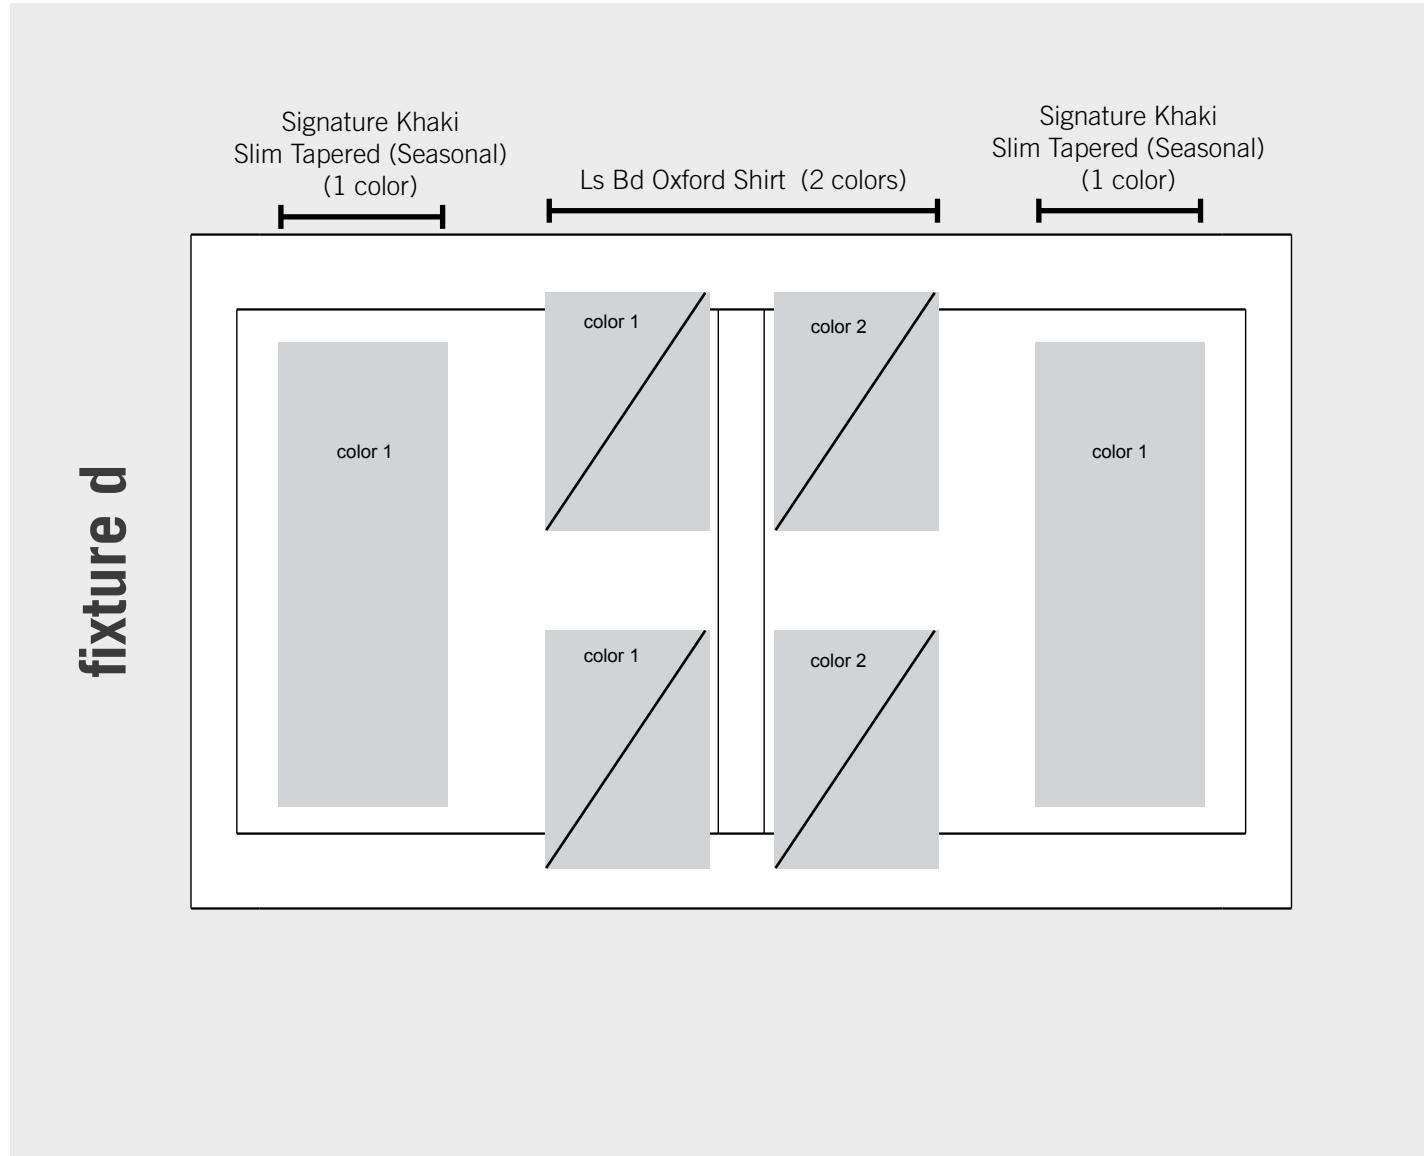 Signature Khaki
Slim Tapered (Seasonal)
(1 color)
Ls Bd Oxford Shirt (2 colors)
Signature Khaki
Slim Tapered (Seasonal)
(1 color)
color 1
color 2
color 1
color 1
color 1
color 2
fixture d